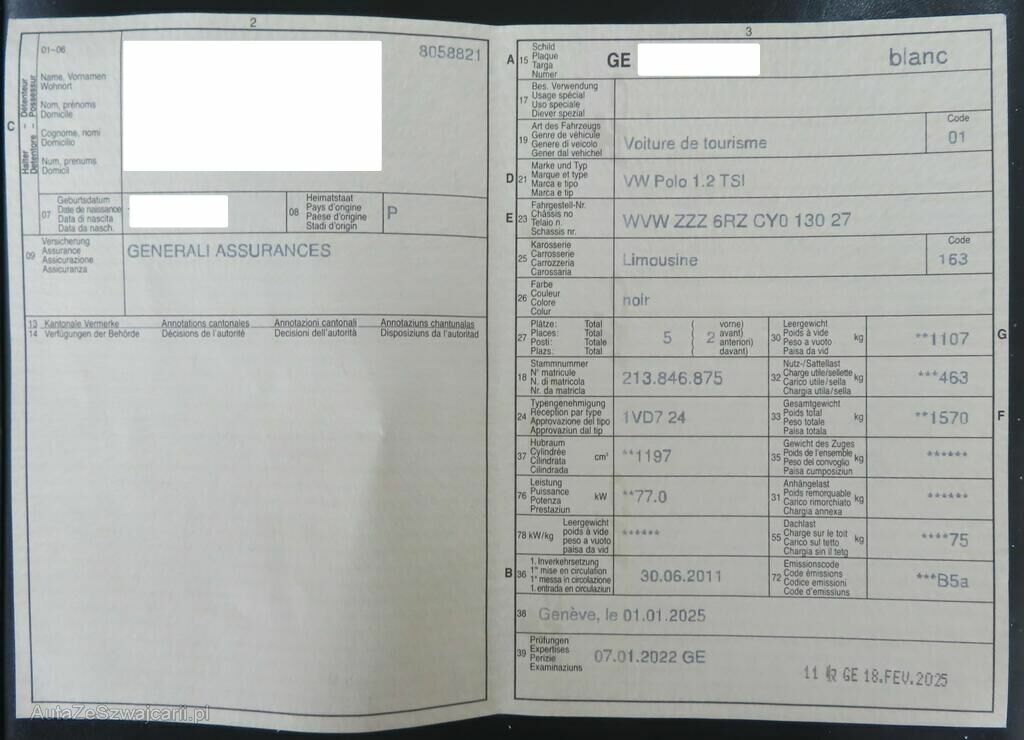 2
01-06
8058821
C
Halter – Détenteur
Detentore – Possessur
Name, Vornamen
Wohnort
Nom, prénoms
Domicile
Cognome, nomi
Domicilio
Num, prenums
Domicil
07
Geburtsdatum
Date de naissance
Data di nascita
Data da nasch.
08
Heimatstaat
Pays d'origine
Paese d'origine
Stadi d'origin
P
09
Versicherung
Assurance
Assicurazione
Assicuranza
GENERALI ASSURANCES
13 Kantonale Vermerke Annotations cantonales Annotazioni cantonali Annotaziuns chantunalas
14 Verfügungen der Behörde Décisions de l'autorité Decisioni dell'autorità Disposiziuns da l'autoritad
3
A 15
Schild
Plaque
Targa
Numer
GE
blanc
17
Bes. Verwendung
Usage spécial
Uso speciale
Diever spezial
19
Art des Fahrzeugs
Genre de véhicule
Genere di veicolo
Gener dal vehichel
Voiture de tourisme
Code
01
D 21
Marke und Typ
Marque et type
Marca e tipo
Marca e tip
VW Polo 1.2 TSI
E 23
Fahrgestell-Nr.
Châssis no
Telaio n.
Schassis nr.
WVW ZZZ 6RZ CY0 130 27
25
Karosserie
Carrosserie
Carrozzeria
Carossaria
Limousine
Code
163
26
Farbe
Couleur
Colore
Colur
noir
27
Plätze: Total
Places: Total
Posti: Totale
Plazs: Total
5
( vorne)
( 2 avant)
( anteriori)
( davant)
30
Leergewicht
Poids à vide
Peso a vuoto
Paisa da vid
kg
**1107
G
18
Stammnummer
N° matricule
N. di matricola
Nr. da matricla
213.846.875
32
Nutz-/Sattellast
Charge utile/sellette
Carico utile/sella
Chargia utila/sella
kg
***463
24
Typengenehmigung
Réception par type
Approvazione del tipo
Approvaziun dal tip
1VD7 24
33
Gesamtgewicht
Poids total
Peso totale
Paisa totala
kg
**1570
F
37
Hubraum
Cylindrée
Cilindrata
Cilindrada
cm³
**1197
35
Gewicht des Zuges
Poids de l'ensemble
Peso del convoglio
Paisa cumposiziun
kg
******
76
Leistung
Puissance
Potenza
Prestaziun
kW
**77.0
31
Anhängelast
Poids remorquable
Carico rimorchiato
Chargia annexa
kg
******
78 kW/kg
Leergewicht
poids à vide
peso a vuoto
paisa da vid
******
55
Dachlast
Charge sur le toit
Carico sul tetto
Chargia sin il tetg
kg
****75
B 36
1. Inverkehrsetzung
1re mise en circulation
1a messa in circolazione
1. entrada en circulaziun
30.06.2011
72
Emissionscode
Code émissions
Codice emissioni
Code d'emissiuns
***B5a
38 Genève, le 01.01.2025
39
Prüfungen
Expertises
Perizie
Examinaziuns
07.01.2022 GE
11 GE 18.FEV.2025
AutaZeSzwajcarii.pl